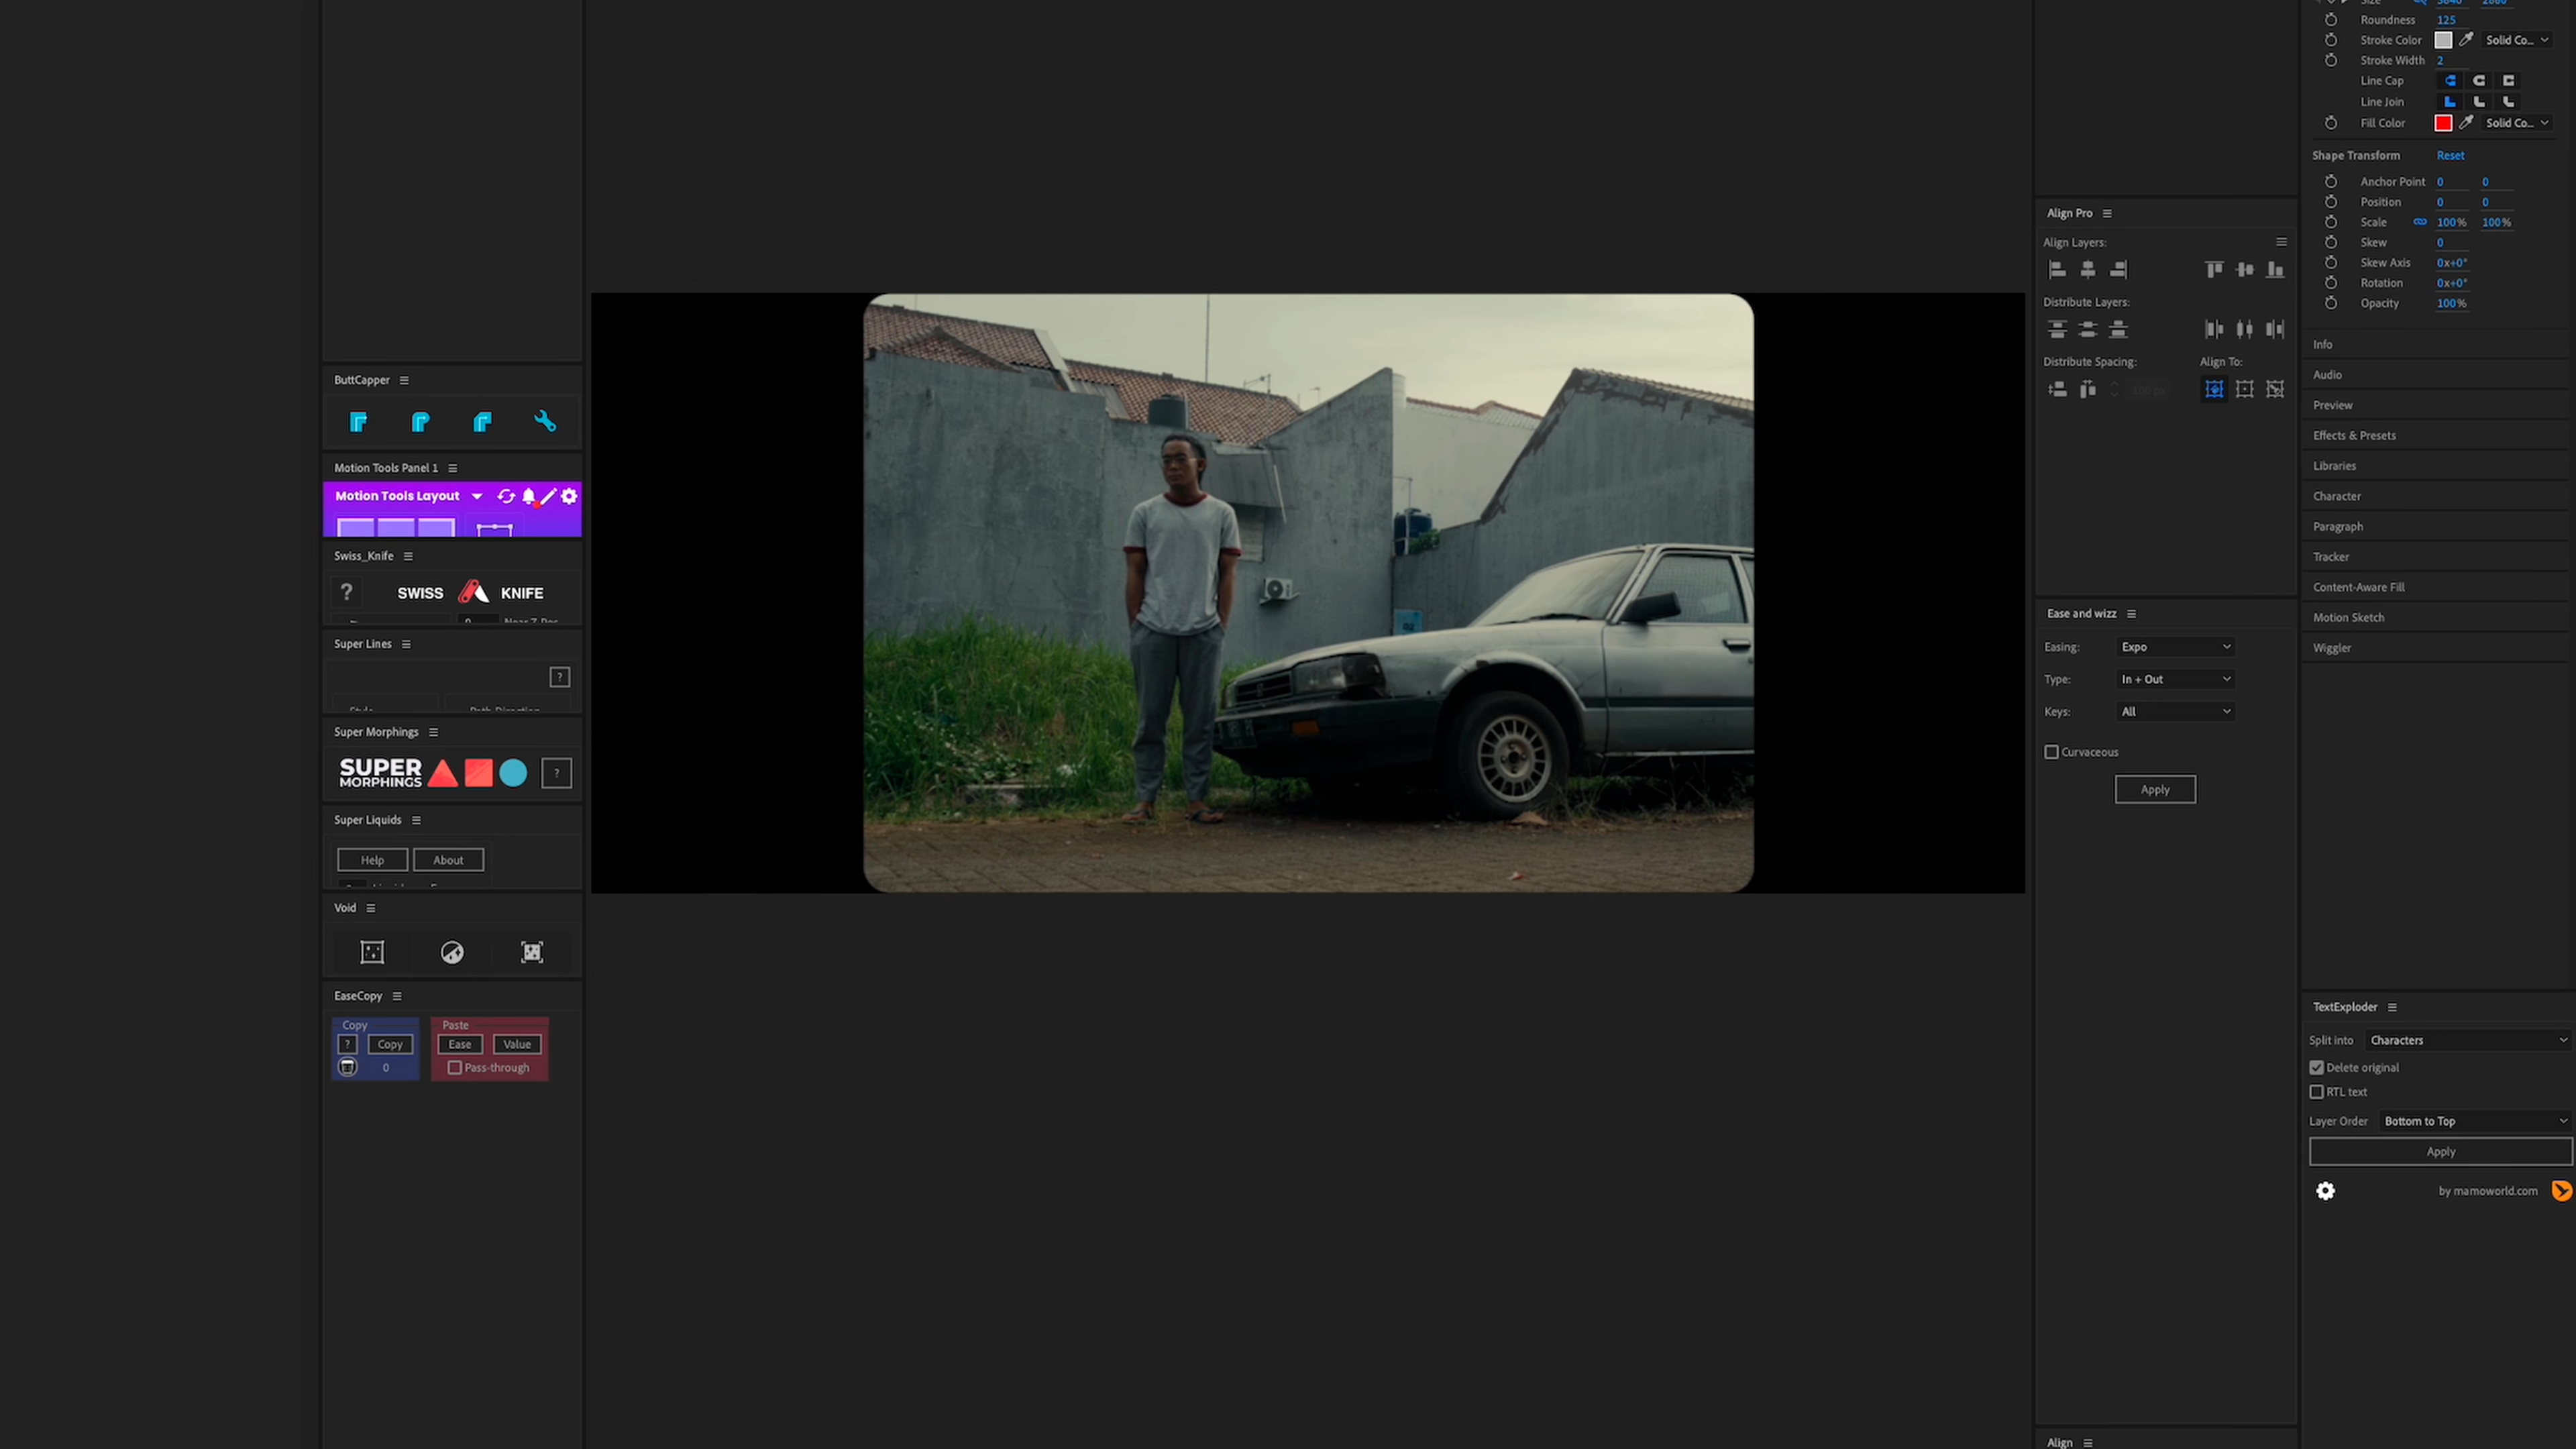 ButtCapper
Motion Tools Panel 1
Motion Tools Layout
Swiss_Knife
?
SWISS KNIFE
Super Lines
?
Super Morphings
SUPER
MORPHINGS
?
Super Liquids
Help About
Void
EaseCopy
Copy Paste
? Copy Ease Value
0 Pass-through
Align Pro
Align Layers:
Distribute Layers:
Distribute Spacing: Align To:
100 px
Ease and wizz
Easing: Expo
Type: In + Out
Keys: All
Curvaceous
Apply
Align
Roundness 125
Stroke Color Solid Co...
Stroke Width 2
Line Cap
Line Join
Fill Color Solid Co...
Shape Transform Reset
Anchor Point 0 0
Position 0 0
Scale 100% 100%
Skew 0
Skew Axis 0x+0°
Rotation 0x+0°
Opacity 100%
Info
Audio
Preview
Effects & Presets
Libraries
Character
Paragraph
Tracker
Content-Aware Fill
Motion Sketch
Wiggler
TextExploder
Split into Characters
Delete original
RTL text
Layer Order Bottom to Top
Apply
by mamoworld.com